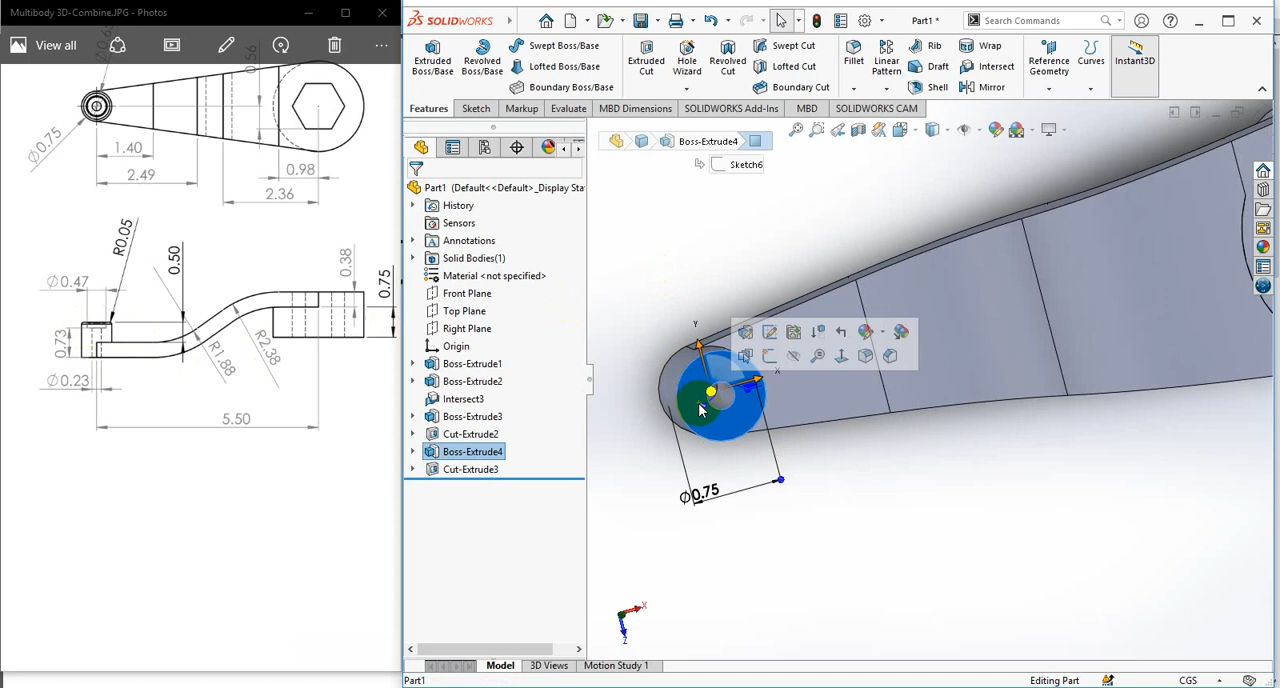 Multibody 3D-Combine.JPG - Photos
View all
0.56
Ø0.75
1.40
2.49
0.98
2.36
R0.05
0.50
0.38
0.75
Ø0.47
0.73
R1.88
R2.38
Ø0.23
5.50
SOLIDWORKS
Part1 *
Search Commands
Extruded Boss/Base
Revolved Boss/Base
Swept Boss/Base
Lofted Boss/Base
Boundary Boss/Base
Extruded Cut
Hole Wizard
Revolved Cut
Swept Cut
Lofted Cut
Boundary Cut
Fillet
Linear Pattern
Rib
Draft
Shell
Wrap
Intersect
Mirror
Reference Geometry
Curves
Instant3D
Features
Sketch
Markup
Evaluate
MBD Dimensions
SOLIDWORKS Add-Ins
MBD
SOLIDWORKS CAM
Boss-Extrude4
Sketch6
Part1 (Default<<Default>_Display Sta
History
Sensors
Annotations
Solid Bodies(1)
Material <not specified>
Front Plane
Top Plane
Right Plane
Origin
Boss-Extrude1
Boss-Extrude2
Intersect3
Boss-Extrude3
Cut-Extrude2
Boss-Extrude4
Cut-Extrude3
Y
X
Ø0.75
X
Z
Model
3D Views
Motion Study 1
Part1
Editing Part
CGS